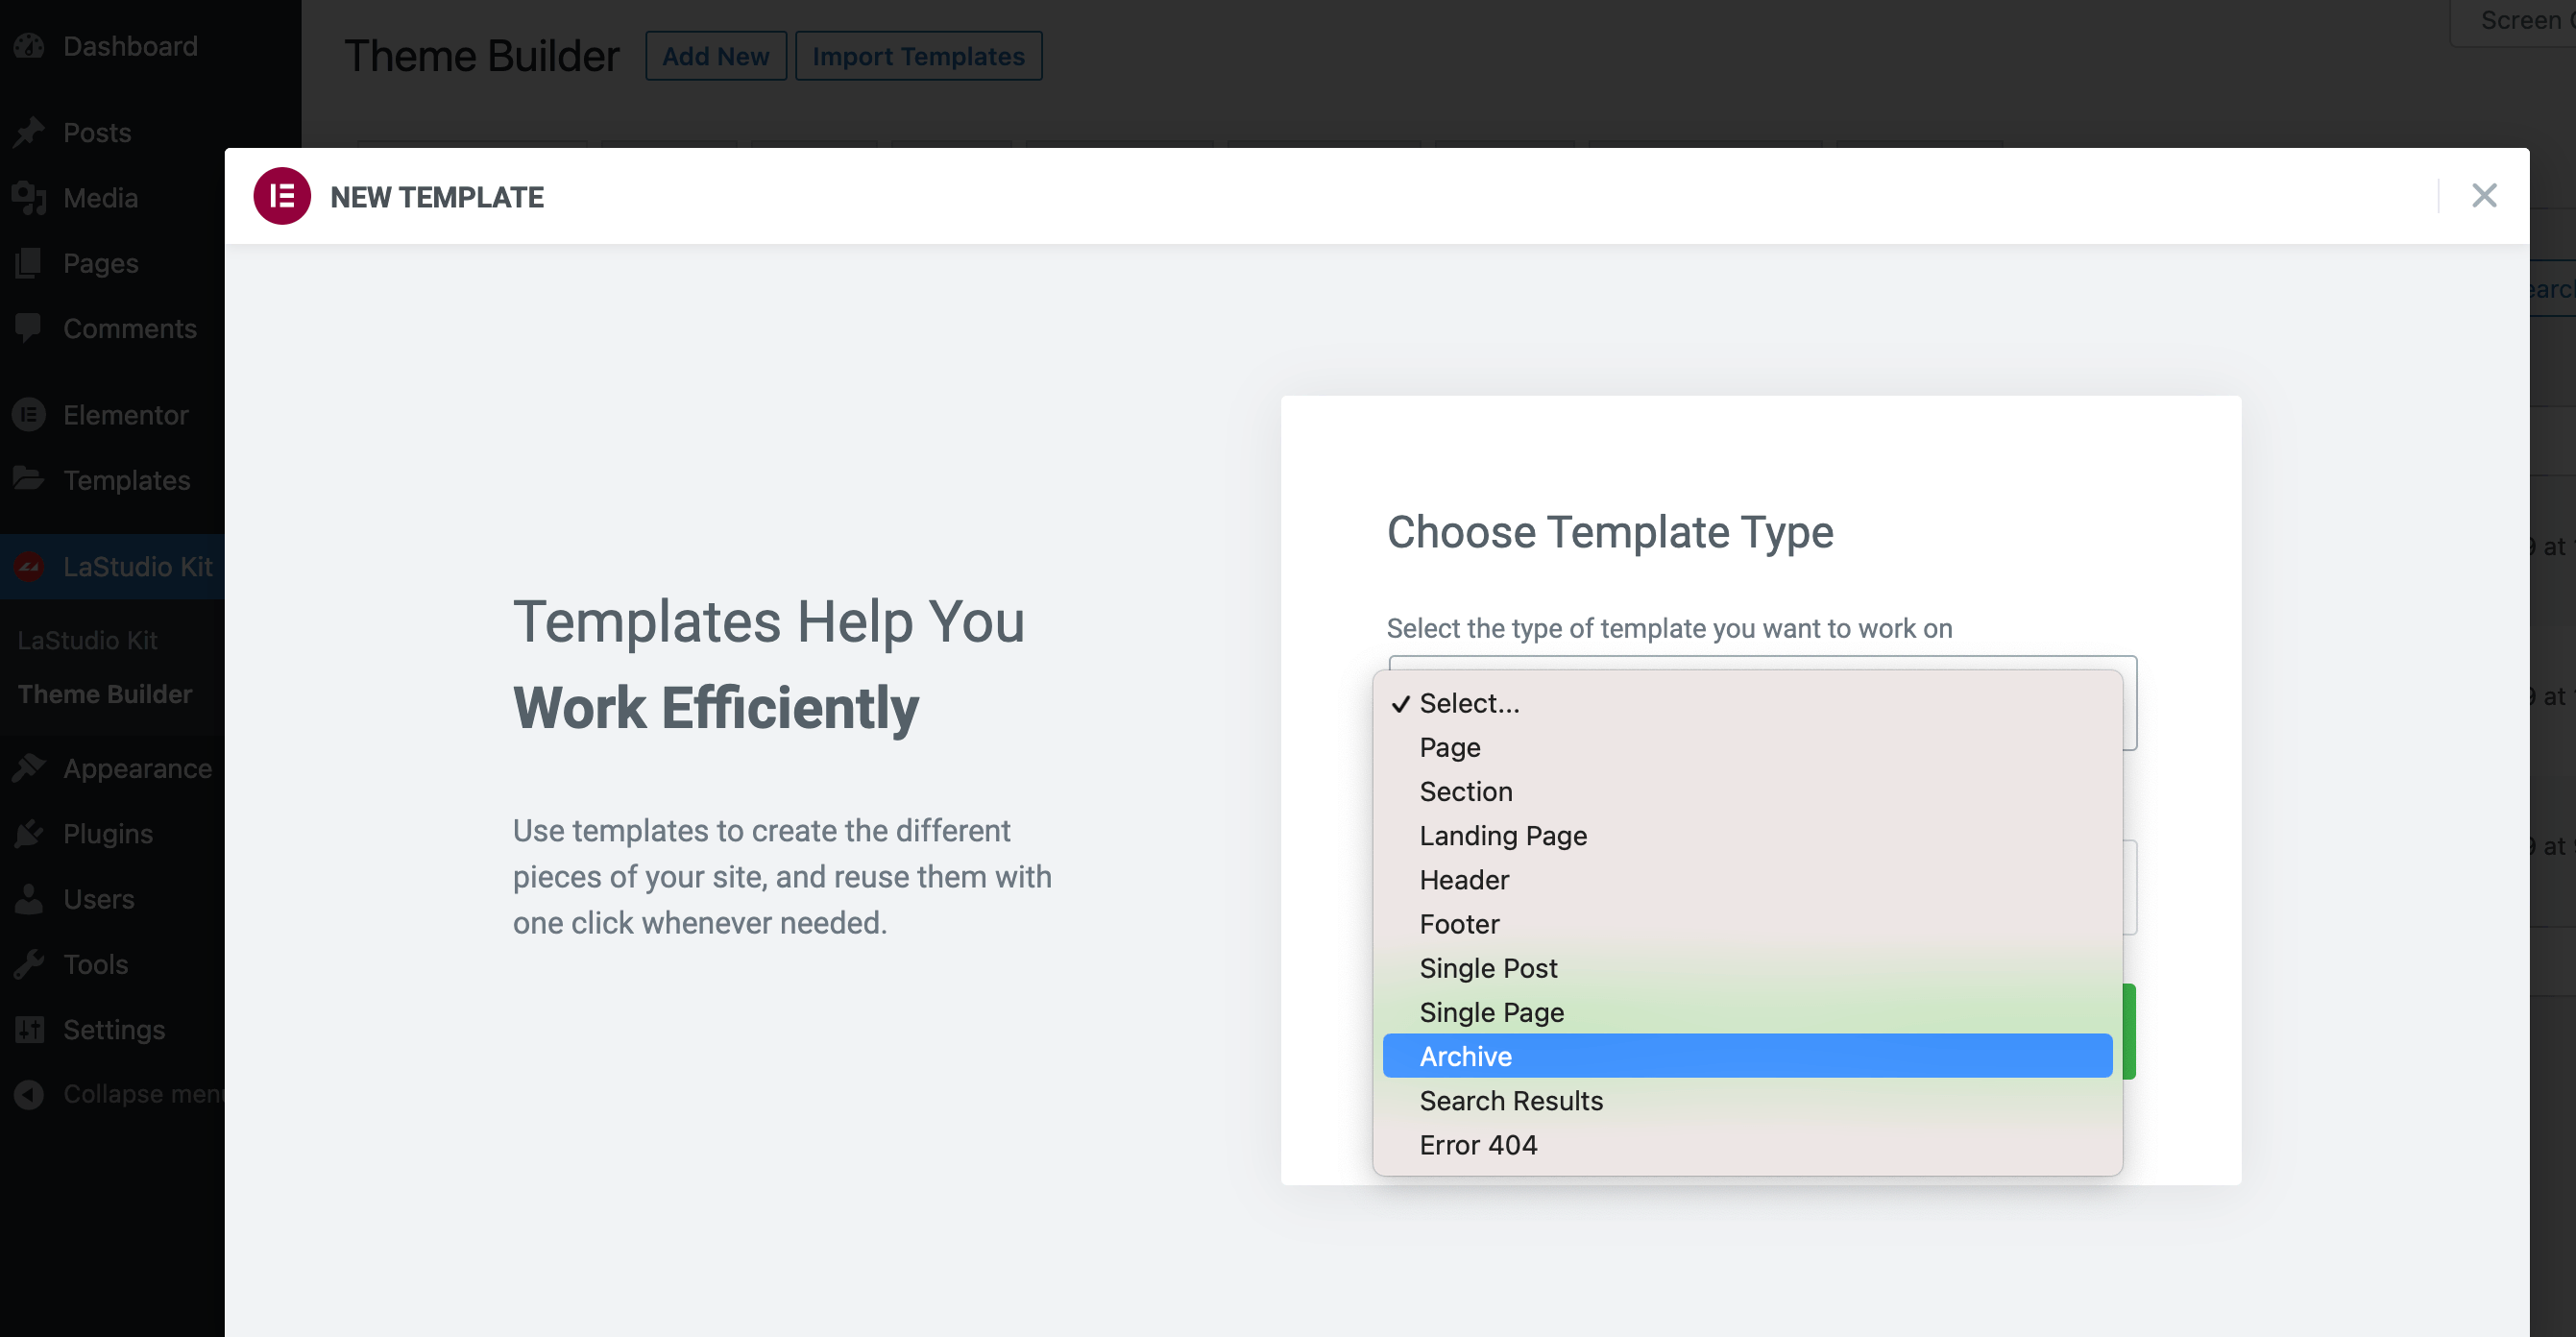 Dashboard
Posts
Media
Pages
Comments
Elementor
Templates
LaStudio Kit
LaStudio Kit
Theme Builder
Appearance
Plugins
Users
Tools
Settings
Collapse menu
Theme Builder
Add New
Import Templates
Screen
NEW TEMPLATE
Templates Help You
Work Efficiently
Use templates to create the different
pieces of your site, and reuse them with
one click whenever needed.
Choose Template Type
Select the type of template you want to work on
✓ Select...
Page
Section
Landing Page
Header
Footer
Single Post
Single Page
Archive
Search Results
Error 404
at
at
at